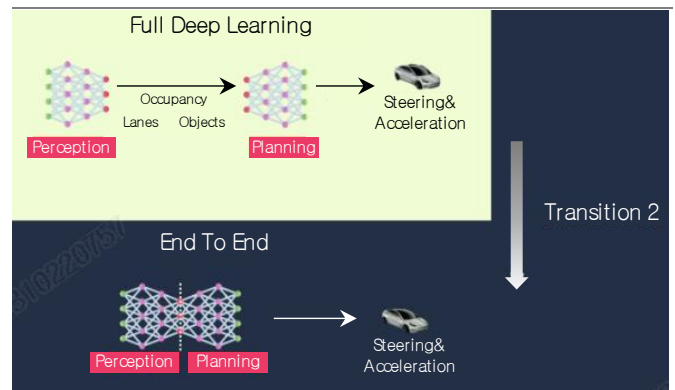 Full Deep Learning
Occupancy
Lanes Objects
Steering&
Acceleration
Perception
Planning
Transition 2
End To End
Steering&
Acceleration
Perception
Planning